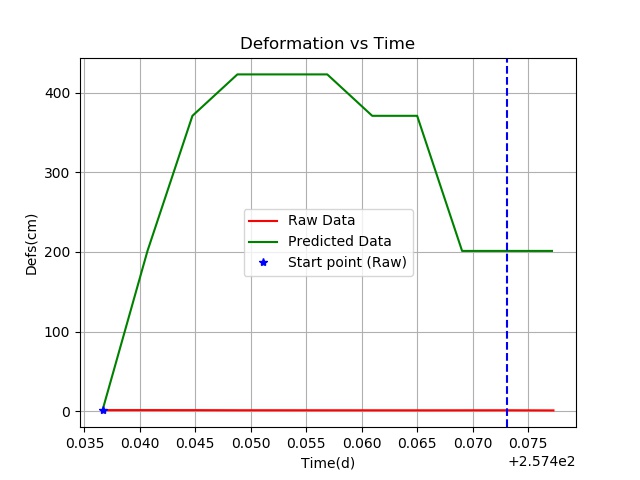 Deformation vs Time
Defs(cm)
400
300
200
100
0
Raw Data
Predicted Data
Start point (Raw)
0.035 0.040 0.045 0.050 0.055 0.060 0.065 0.070 0.075
Time(d)
+2.574e2